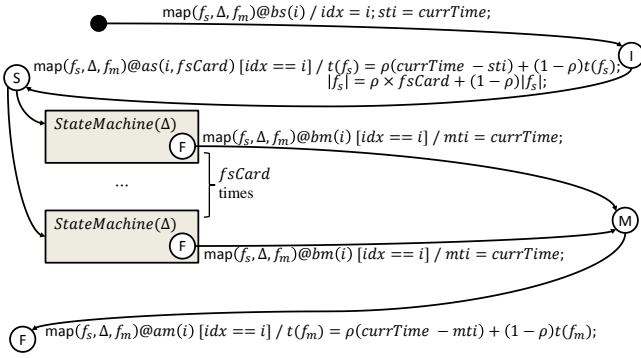 map(f_s, Δ, f_m)@bs(i) / idx = i; sti = currTime;
I
S
map(f_s, Δ, f_m)@as(i, fsCard) [idx == i] / t(f_s) = ρ(currTime − sti) + (1 − ρ)t(f_s);
|f_s| = ρ × fsCard + (1 − ρ)|f_s|;
StateMachine(Δ)
F
map(f_s, Δ, f_m)@bm(i) [idx == i] / mti = currTime;
...
fsCard
times
StateMachine(Δ)
F
M
map(f_s, Δ, f_m)@bm(i) [idx == i] / mti = currTime;
F
map(f_s, Δ, f_m)@am(i) [idx == i] / t(f_m) = ρ(currTime − mti) + (1 − ρ)t(f_m);